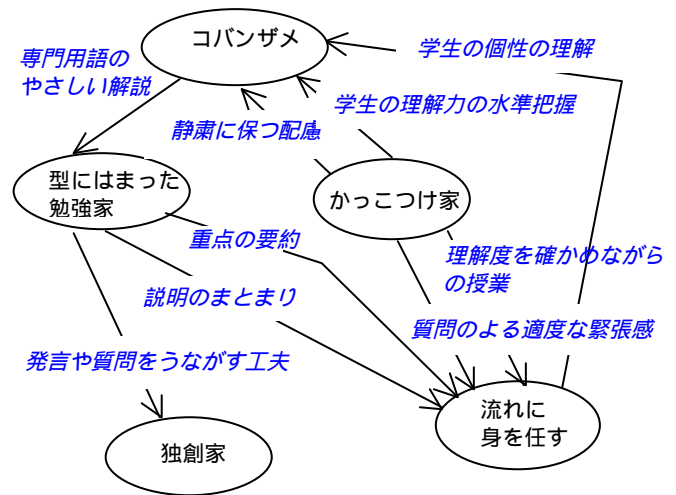 コバンザメ
学生の個性の理解
専門用語の
やさしい解説
学生の理解力の水準把握
静粛に保つ配慮
型にはまった
勉強家
かっこつけ家
重点の要約
理解度を確かめながら
の授業
説明のまとまり
質問のよる適度な緊張感
発言や質問をうながす工夫
流れに
身を任す
独創家